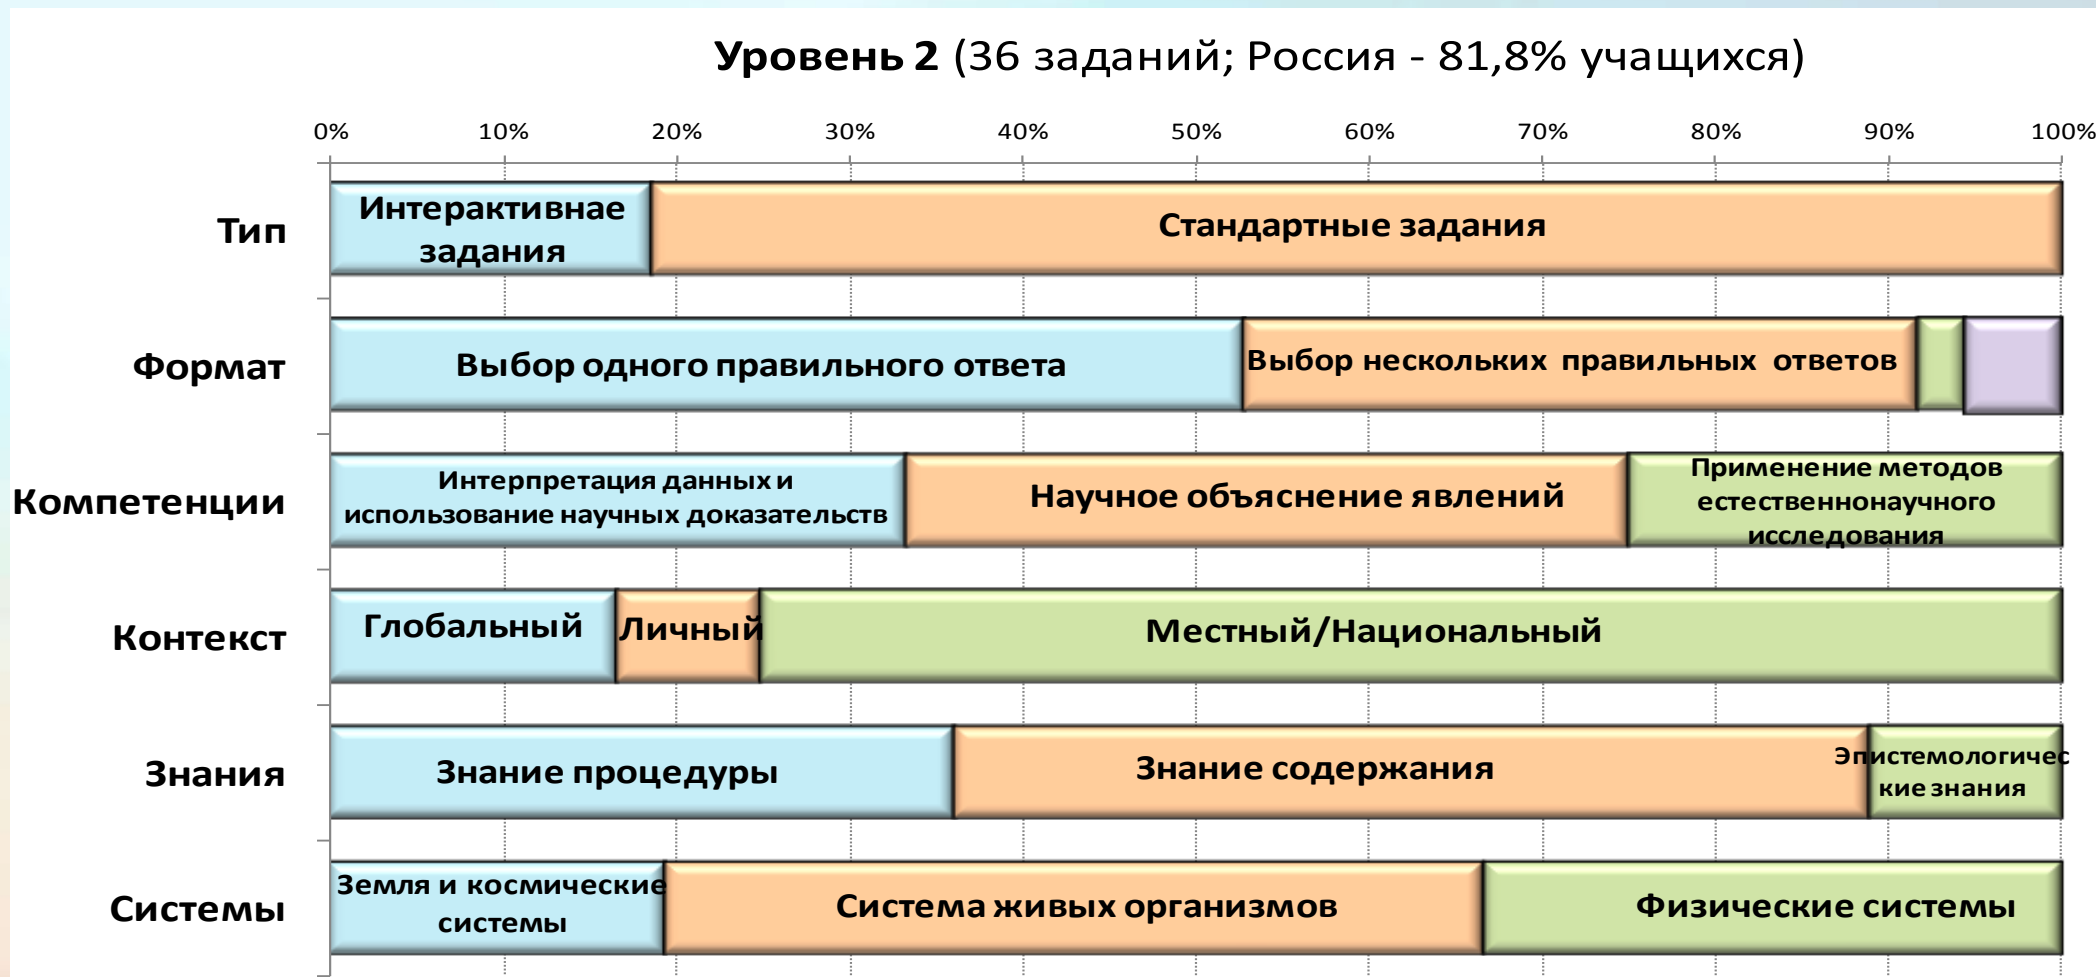 Уровень 2 (36 заданий; Россия - 81,8% учащихся)
0% 10% 20% 30% 40% 50% 60% 70% 80% 90% 100%
Тип
Интерактивнае
задания
Стандартные задания
Формат
Выбор одного правильного ответа
Выбор нескольких правильных ответов
Компетенции
Интерпретация данных и
использование научных доказательств
Научное объяснение явлений
Применение методов
естественнонаучного
исследования
Контекст
Глобальный
Личный
Местный/Национальный
Знания
Знание процедуры
Знание содержания
Эпистемологичес
кие знания
Системы
Земля и космические
системы
Система живых организмов
Физические системы